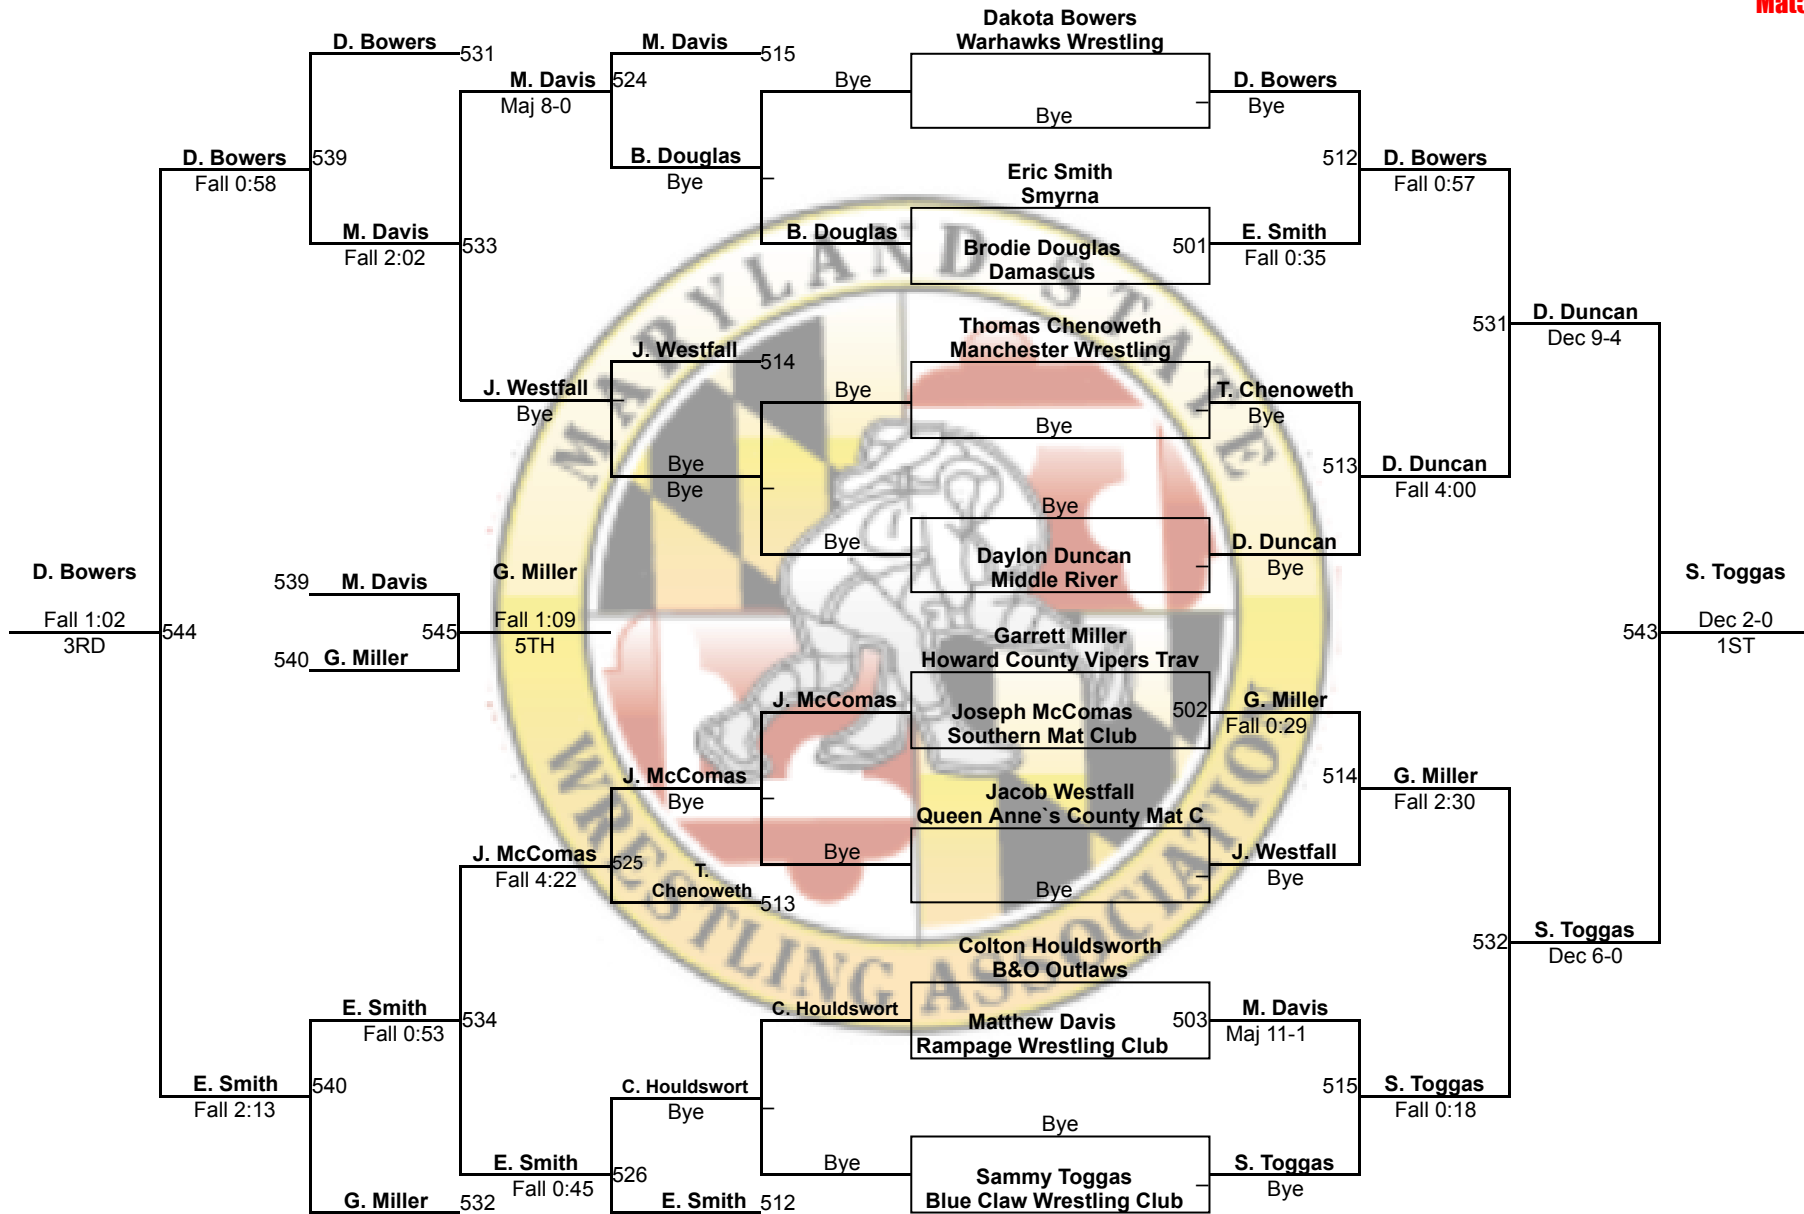 D. Bowers
531
M. Davis
Maj 8-0
524
M. Davis
515
B. Douglas
Bye
D. Bowers
Fall 0:58
539
M. Davis
Fall 2:02
533
J. Westfall
Bye
J. Westfall
514
Bye
Bye
Bye
B. Douglas
Bye
Bye
Dakota Bowers
Warhawks Wrestling
Bye
D. Bowers
Bye
Eric Smith
Smyrna
Brodie Douglas
Damascus
501
E. Smith
Fall 0:35
512
D. Bowers
Fall 0:57
Thomas Chenoweth
Manchester Wrestling
Bye
T. Chenoweth
Bye
Bye
Daylon Duncan
Middle River
D. Duncan
Bye
513
D. Duncan
Fall 4:00
531
D. Duncan
Dec 9-4
D. Bowers
Fall 1:02
3RD
544
539
M. Davis
540
G. Miller
545
G. Miller
Fall 1:09
5TH
Garrett Miller
Howard County Vipers Trav
Joseph McComas
Southern Mat Club
502
G. Miller
Fall 0:29
Jacob Westfall
Queen Anne`s County Mat C
Bye
J. Westfall
Bye
514
G. Miller
Fall 2:30
543
S. Toggas
Dec 2-0
1ST
J. McComas
Bye
J. McComas
Bye
J. McComas
Fall 4:22
525
T.
Chenoweth
513
Colton Houldsworth
B&O Outlaws
Matthew Davis
Rampage Wrestling Club
503
M. Davis
Maj 11-1
532
S. Toggas
Dec 6-0
E. Smith
Fall 0:53
534
C. Houldswort
C. Houldswort
Bye
Bye
Bye
Sammy Toggas
Blue Claw Wrestling Club
S. Toggas
Bye
515
S. Toggas
Fall 0:18
E. Smith
Fall 2:13
540
E. Smith
Fall 0:45
526
G. Miller
532
E. Smith
512
MARYLAND STATE
WRESTLING ASSOCIATION